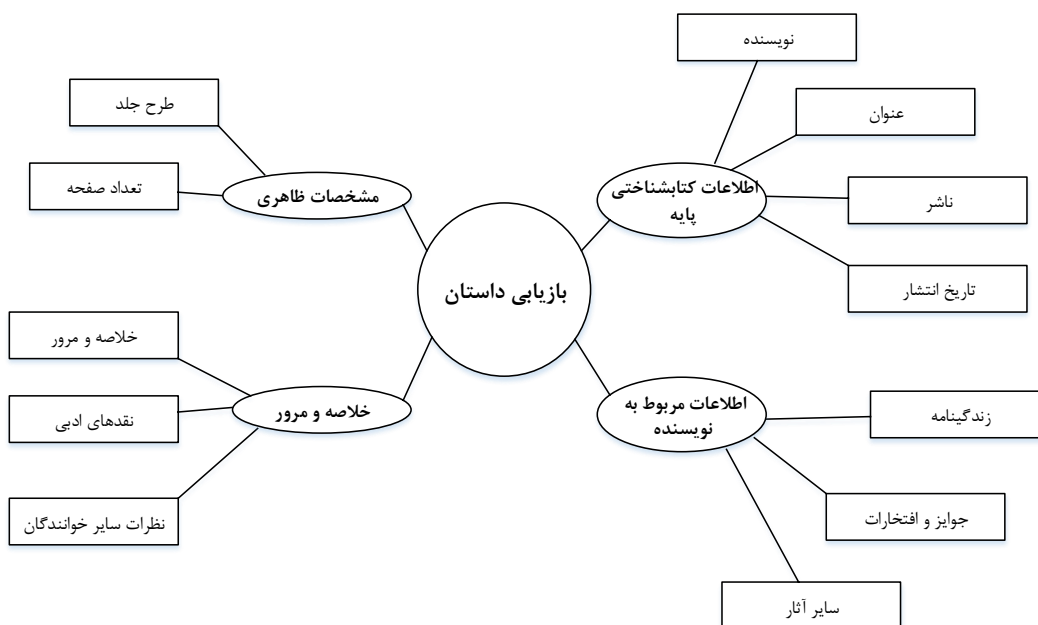 نویسنده
عنوان
ناشر
تاریخ انتشار
اطلاعات کتابشناختی
پایه
طرح جلد
تعداد صفحه
مشخصات ظاهری
بازیابی داستان
خلاصه و مرور
نقدهای ادبی
نظرات سایر خوانندگان
خلاصه و مرور
اطلاعات مربوط به
نویسنده
زندگینامه
جوایز و افتخارات
سایر آثار